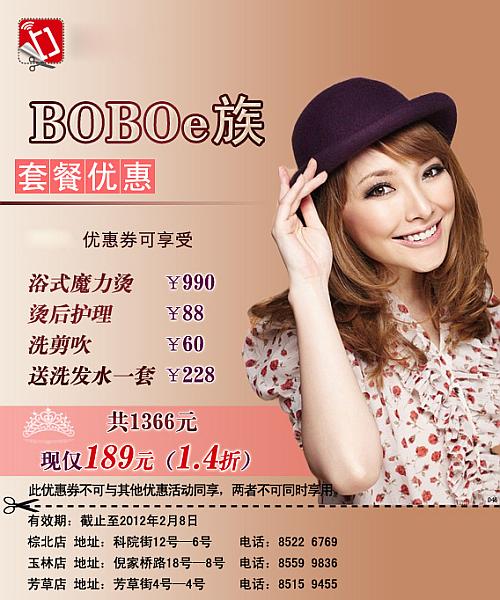 BOBOe族
套餐优惠
优惠券可享受
浴式魔力烫 ￥990
烫后护理 ￥88
洗剪吹 ￥60
送洗发水一套 ￥228
共1366元
现仅189元（1.4折）
此优惠券不可与其他优惠活动同享，两者不可同时享用。
有效期：截止至2012年2月8日
棕北店 地址：科院街12号—6号 电话：8522 6769
玉林店 地址：倪家桥路18号—8号 电话：8559 9836
芳草店 地址：芳草街4号—4号 电话：8515 9455